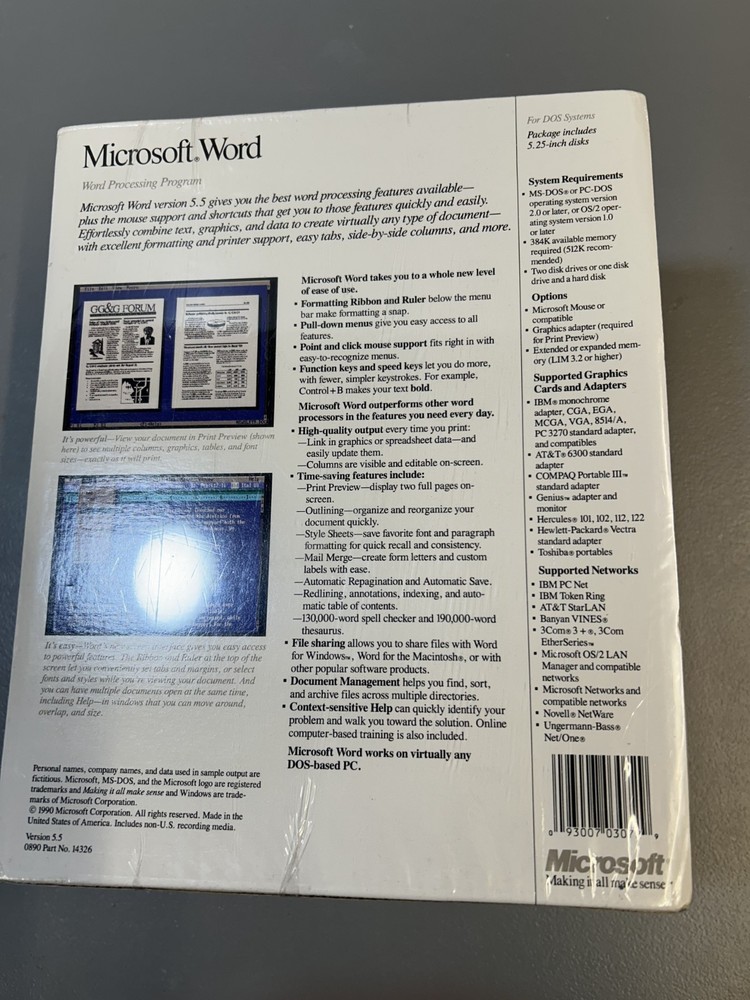 Microsoft® Word
Word Processing Program
Microsoft Word version 5.5 gives you the best word processing features available—
plus the mouse support and shortcuts that get you to those features quickly and easily.
Effortlessly combine text, graphics, and data to create virtually any type of document—
with excellent formatting and printer support, easy tabs, side-by-side columns, and more.
GG&G FORUM
It's powerful—View your document in Print Preview (shown
here) to see multiple columns, graphics, tables, and font
sizes—exactly as it will print.
It's easy—Word's new interface gives you easy access
to powerful features. The Ribbon and Ruler at the top of the
screen let you conveniently set tabs and margins, or select
fonts and styles while you're viewing your document. And
you can have multiple documents open at the same time,
including Help—in windows that you can move around,
overlap, and size.
Personal names, company names, and data used in sample output are
fictitious. Microsoft, MS-DOS, and the Microsoft logo are registered
trademarks and Making it all make sense and Windows are trade-
marks of Microsoft Corporation.
© 1990 Microsoft Corporation. All rights reserved. Made in the
United States of America. Includes non-U.S. recording media.
Version 5.5
0890 Part No. 14326
Microsoft Word takes you to a whole new level
of ease of use.
• Formatting Ribbon and Ruler below the menu
bar make formatting a snap.
• Pull-down menus give you easy access to all
features.
• Point and click mouse support fits right in with
easy-to-recognize menus.
• Function keys and speed keys let you do more,
with fewer, simpler keystrokes. For example,
Control+B makes your text bold.
Microsoft Word outperforms other word
processors in the features you need every day.
• High-quality output every time you print:
—Link in graphics or spreadsheet data—and
easily update them.
—Columns are visible and editable on-screen.
• Time-saving features include:
—Print Preview—display two full pages on-
screen.
—Outlining—organize and reorganize your
document quickly.
—Style Sheets—save favorite font and paragraph
formatting for quick recall and consistency.
—Mail Merge—create form letters and custom
labels with ease.
—Automatic Repagination and Automatic Save.
—Redlining, annotations, indexing, and auto-
matic table of contents.
—130,000-word spell checker and 190,000-word
thesaurus.
• File sharing allows you to share files with Word
for Windows™, Word for the Macintosh®, or with
other popular software products.
• Document Management helps you find, sort,
and archive files across multiple directories.
• Context-sensitive Help can quickly identify your
problem and walk you toward the solution. Online
computer-based training is also included.
Microsoft Word works on virtually any
DOS-based PC.
For DOS Systems
Package includes
5.25-inch disks
System Requirements
• MS-DOS® or PC-DOS
operating system version
2.0 or later, or OS/2 oper-
ating system version 1.0
or later
• 384K available memory
required (512K recom-
mended)
• Two disk drives or one disk
drive and a hard disk
Options
• Microsoft Mouse or
compatible
• Graphics adapter (required
for Print Preview)
• Extended or expanded mem-
ory (LIM 3.2 or higher)
Supported Graphics
Cards and Adapters
• IBM® monochrome
adapter, CGA, EGA,
MCGA, VGA, 8514/A,
PC 3270 standard adapter,
and compatibles
• AT&T® 6300 standard
adapter
• COMPAQ Portable III™
standard adapter
• Genius™ adapter and
monitor
• Hercules® 101, 102, 112, 122
• Hewlett-Packard® Vectra
standard adapter
• Toshiba® portables
Supported Networks
• IBM PC Net
• IBM Token Ring
• AT&T StarLAN
• Banyan VINES®
• 3Com® 3+®, 3Com
EtherSeries™
• Microsoft OS/2 LAN
Manager and compatible
networks
• Microsoft Networks and
compatible networks
• Novell® NetWare
• Ungermann-Bass®
Net/One®
0 93007 0307 9
Microsoft
Making it all make sense™